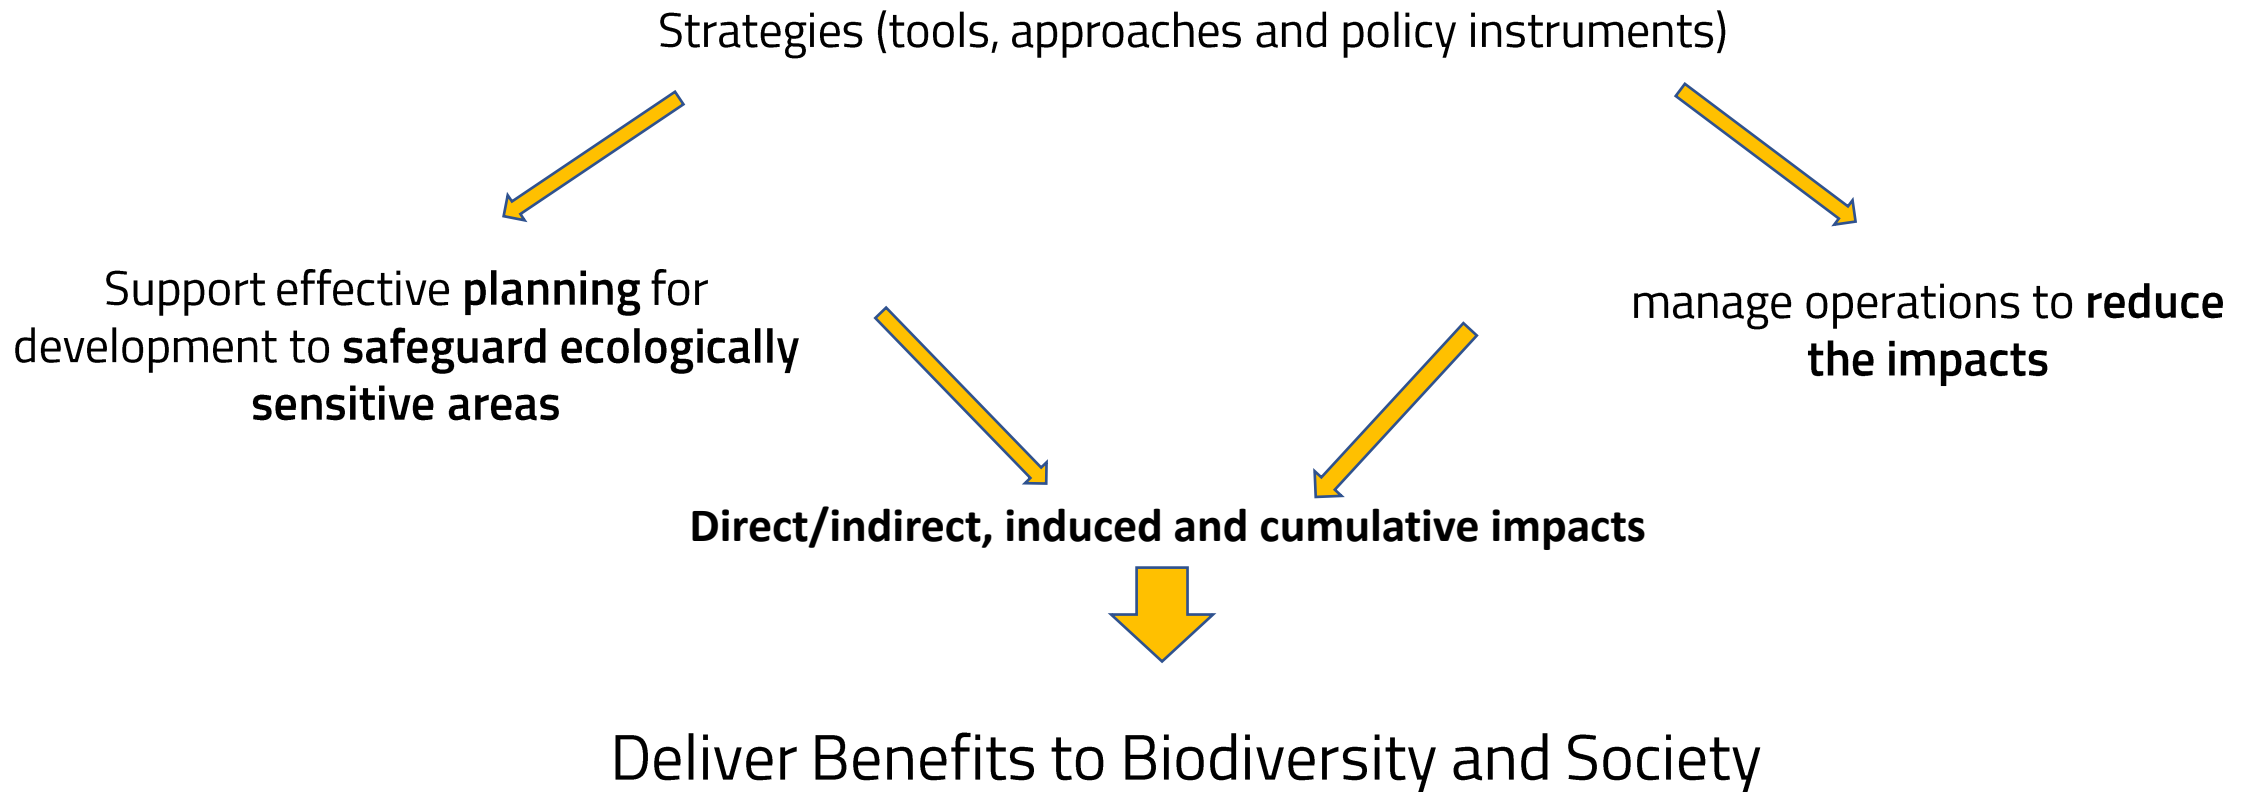 Strategies (tools, approaches and policy instruments)
Support effective planning for
development to safeguard ecologically
sensitive areas
manage operations to reduce
the impacts
Direct/indirect, induced and cumulative impacts
Deliver Benefits to Biodiversity and Society